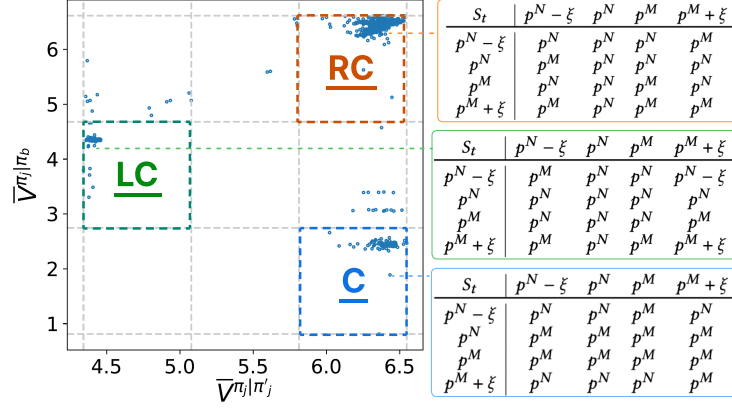 6
5
4
3
2
1
4.5 5.0 5.5 6.0 6.5
V̅^{π_j|π_b}
V̅^{π_j|π'_j}
RC
LC
C
S_t p^N − ξ p^N p^M p^M + ξ
p^N − ξ p^N p^N p^M p^N
p^N p^M p^N p^N p^N
p^M p^N p^N p^N p^N
p^M + ξ p^M p^N p^M p^M
S_t p^N − ξ p^N p^M p^M + ξ
p^N − ξ p^M p^N p^N p^N − ξ
p^N p^N p^N p^N p^N
p^M p^N p^N p^N p^M
p^M + ξ p^M p^N p^M p^M + ξ
S_t p^N − ξ p^N p^M p^M + ξ
p^N − ξ p^N p^M p^M p^N
p^N p^M p^M p^M p^M
p^M p^M p^M p^M p^M
p^M + ξ p^N p^N p^M p^M